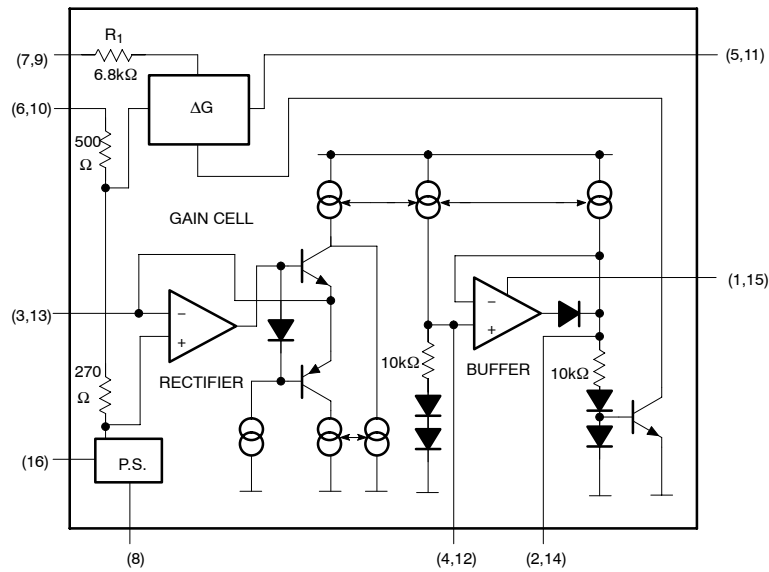 R1
(7,9)
6.8kΩ
(5,11)
ΔG
(6,10)
500
Ω
GAIN CELL
(1,15)
(3,13)
−
+
−
+
10kΩ
BUFFER
10kΩ
270
Ω
RECTIFIER
(16)
P.S.
(8)
(4,12)
(2,14)